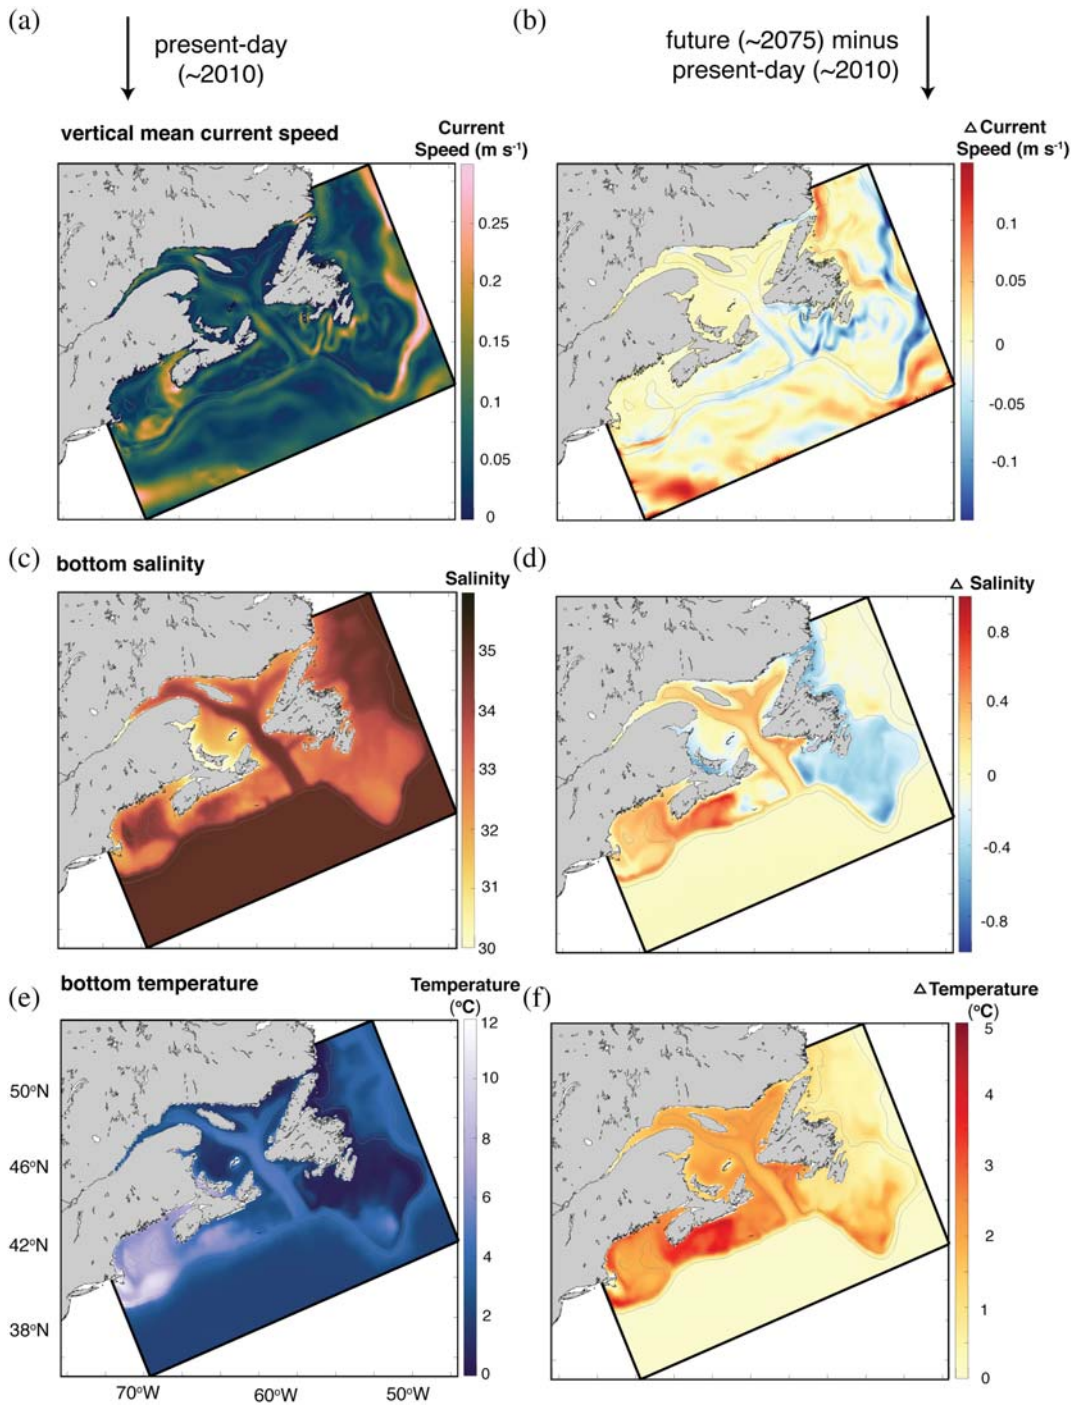 (a)
present-day
(~2010)
(b)
future (~2075) minus
present-day (~2010)
vertical mean current speed
Current
Speed (m s⁻¹)
0.25
0.2
0.15
0.1
0.05
0
△ Current
Speed (m s⁻¹)
0.1
0.05
0
-0.05
-0.1
(c)
bottom salinity
Salinity
35
34
33
32
31
30
(d)
△ Salinity
0.8
0.4
0
-0.4
-0.8
(e)
bottom temperature
Temperature
(°C)
12
10
8
6
4
2
0
50°N
46°N
42°N
38°N
70°W
60°W
50°W
(f)
△ Temperature
(°C)
5
4
3
2
1
0